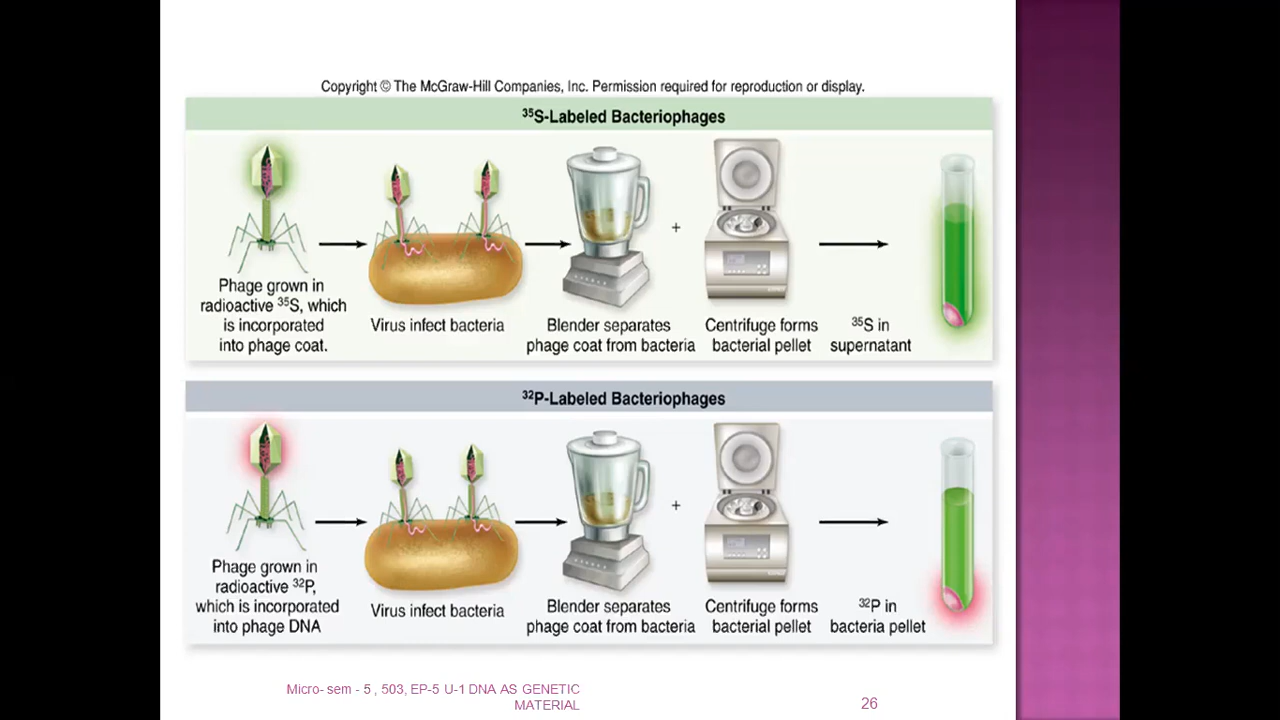 Copyright © The McGraw-Hill Companies, Inc. Permission required for reproduction or display.
³⁵S-Labeled Bacteriophages
Phage grown in
radioactive ³⁵S, which
is incorporated
into phage coat.
Virus infect bacteria
Blender separates
phage coat from bacteria
+
Centrifuge forms
bacterial pellet
³⁵S in
supernatant
³²P-Labeled Bacteriophages
Phage grown in
radioactive ³²P,
which is incorporated
into phage DNA
Virus infect bacteria
Blender separates
phage coat from bacteria
+
Centrifuge forms
bacterial pellet
³²P in
bacteria pellet
Micro- sem - 5 , 503, EP-5 U-1 DNA AS GENETIC
MATERIAL
26